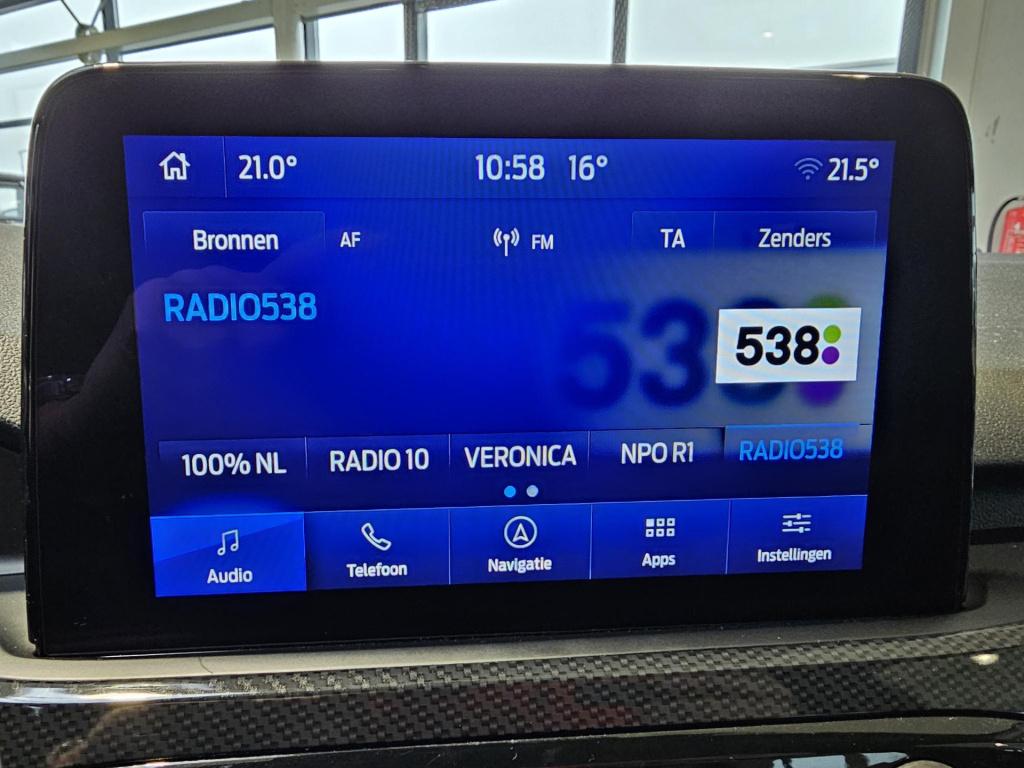 21.0° 10:58 16° 21.5°
Bronnen AF FM TA Zenders
RADIO538
538
538
100% NL RADIO 10 VERONICA NPO R1 RADIO538
Audio Telefoon Navigatie Apps Instellingen